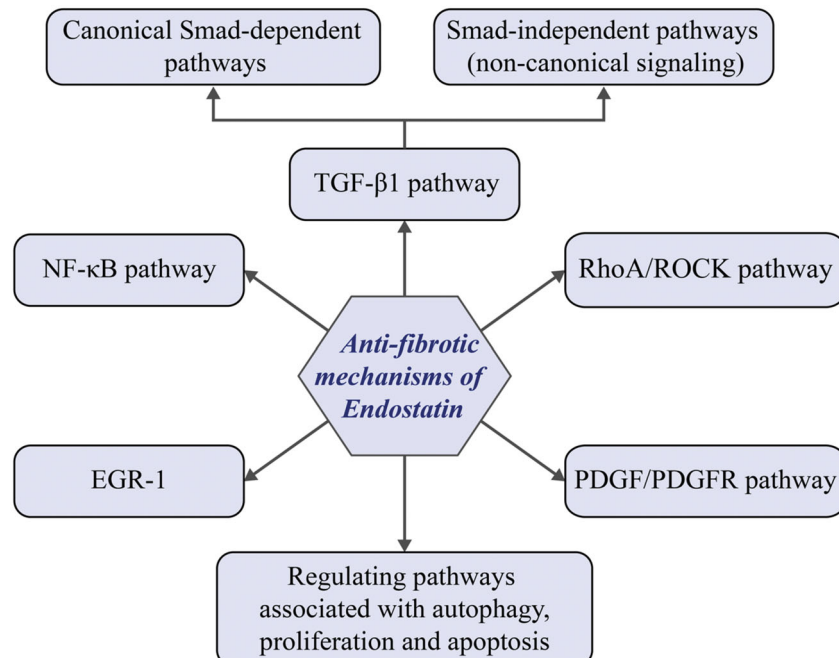 Canonical Smad-dependent
pathways
Smad-independent pathways
(non-canonical signaling)
TGF-β1 pathway
NF-κB pathway
RhoA/ROCK pathway
Anti-fibrotic
mechanisms of
Endostatin
EGR-1
PDGF/PDGFR pathway
Regulating pathways
associated with autophagy,
proliferation and apoptosis